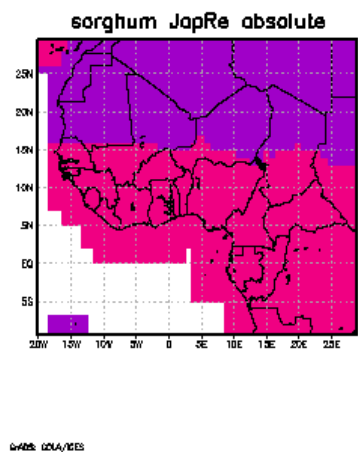 sorghum JapRe absolute
25N
20N
15N
10N
5N
EQ
5S
20W 15W 10W 5W 0 5E 10E 15E 20E 25E
GrADS: COLA/IGES